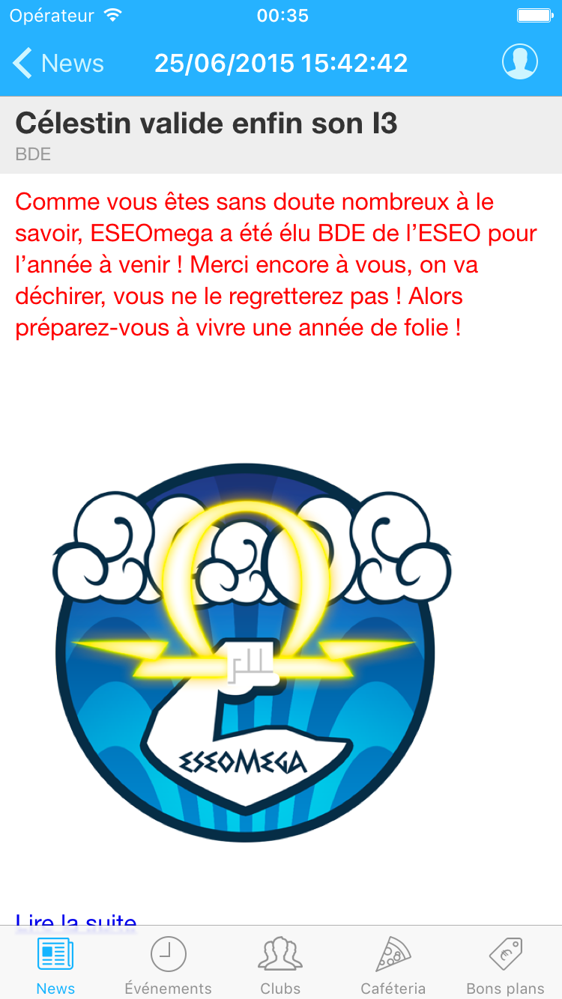 Opérateur 00:35
News 25/06/2015 15:42:42
Célestin valide enfin son I3
BDE
Comme vous êtes sans doute nombreux à le
savoir, ESEOmega a été élu BDE de l’ESEO pour
l’année à venir ! Merci encore à vous, on va
déchirer, vous ne le regretterez pas ! Alors
préparez-vous à vivre une année de folie !
Ω
ESEOMEGA
Lire la suite
News Événements Clubs Caféteria Bons plans